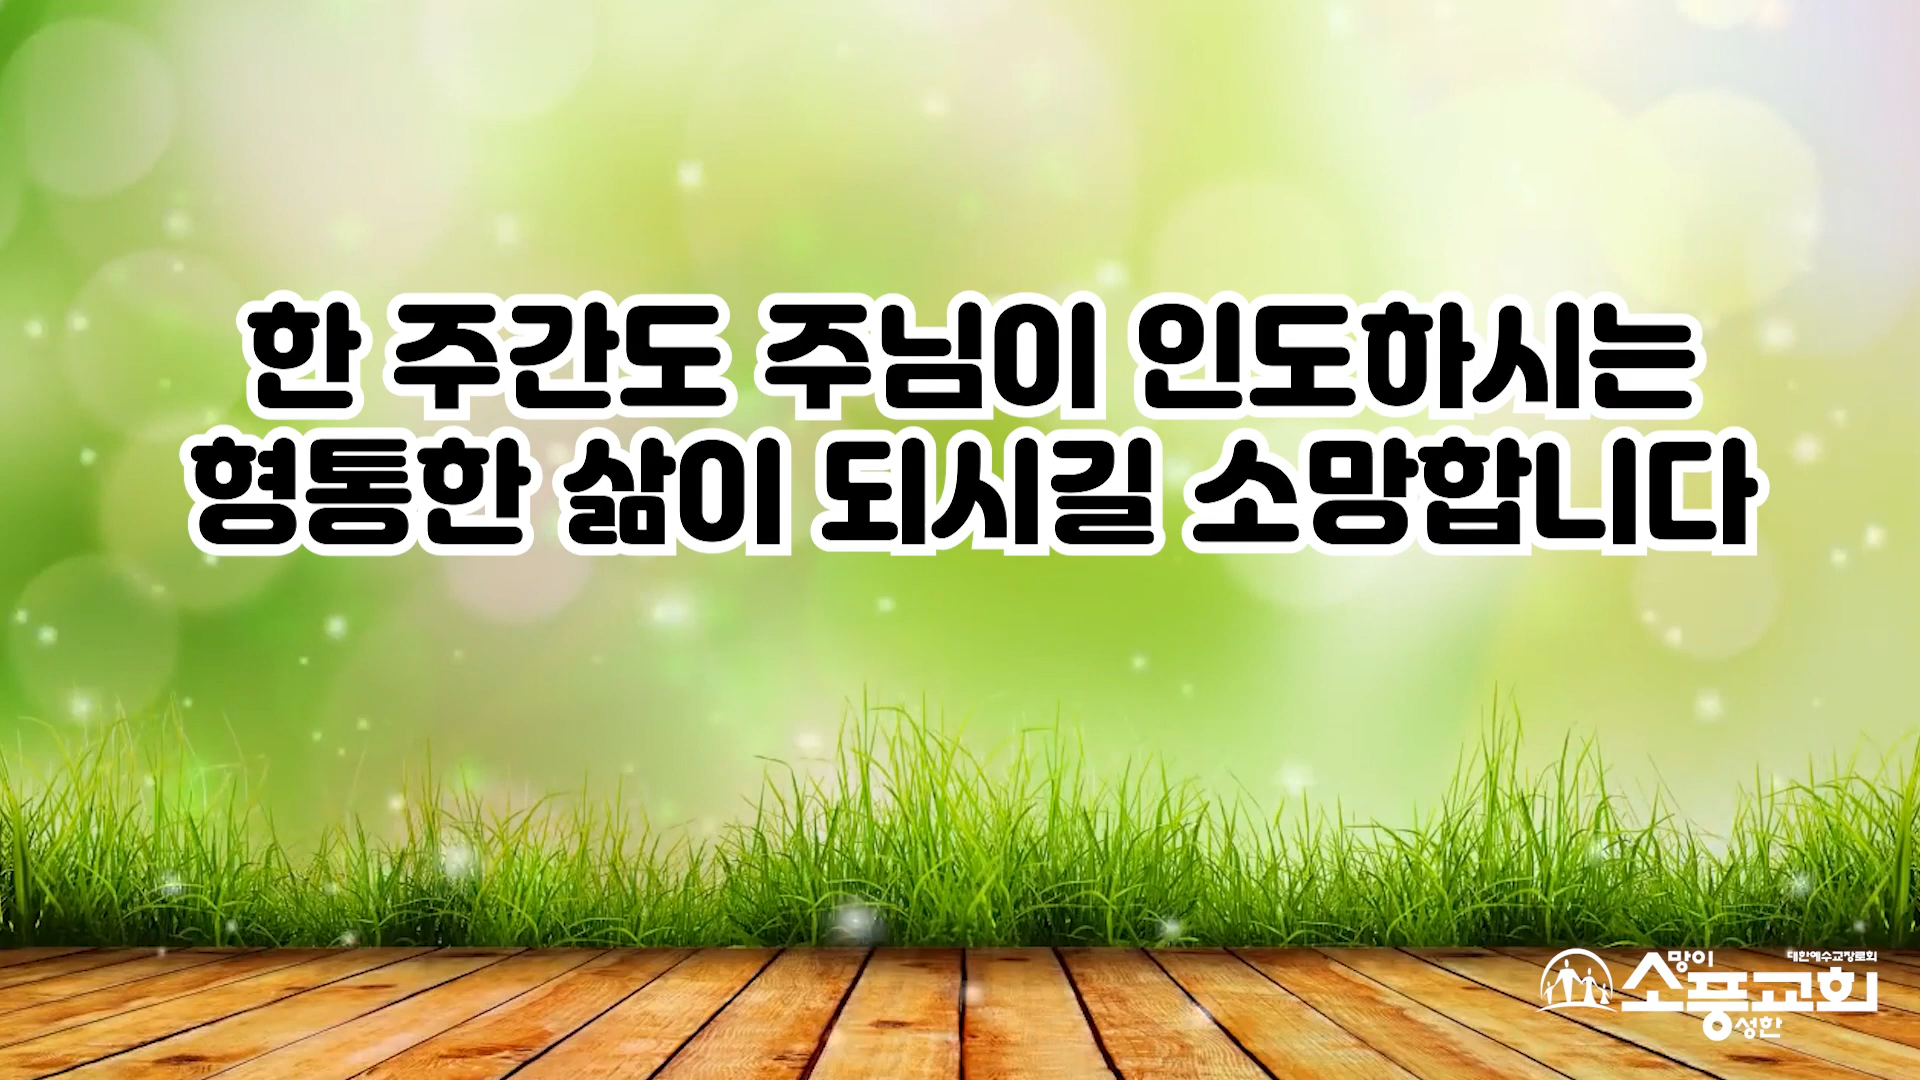 한 주간도 주님이 인도하시는
형통한 삶이 되시길 소망합니다
대한예수교장로회
소망이
풍성한
교회